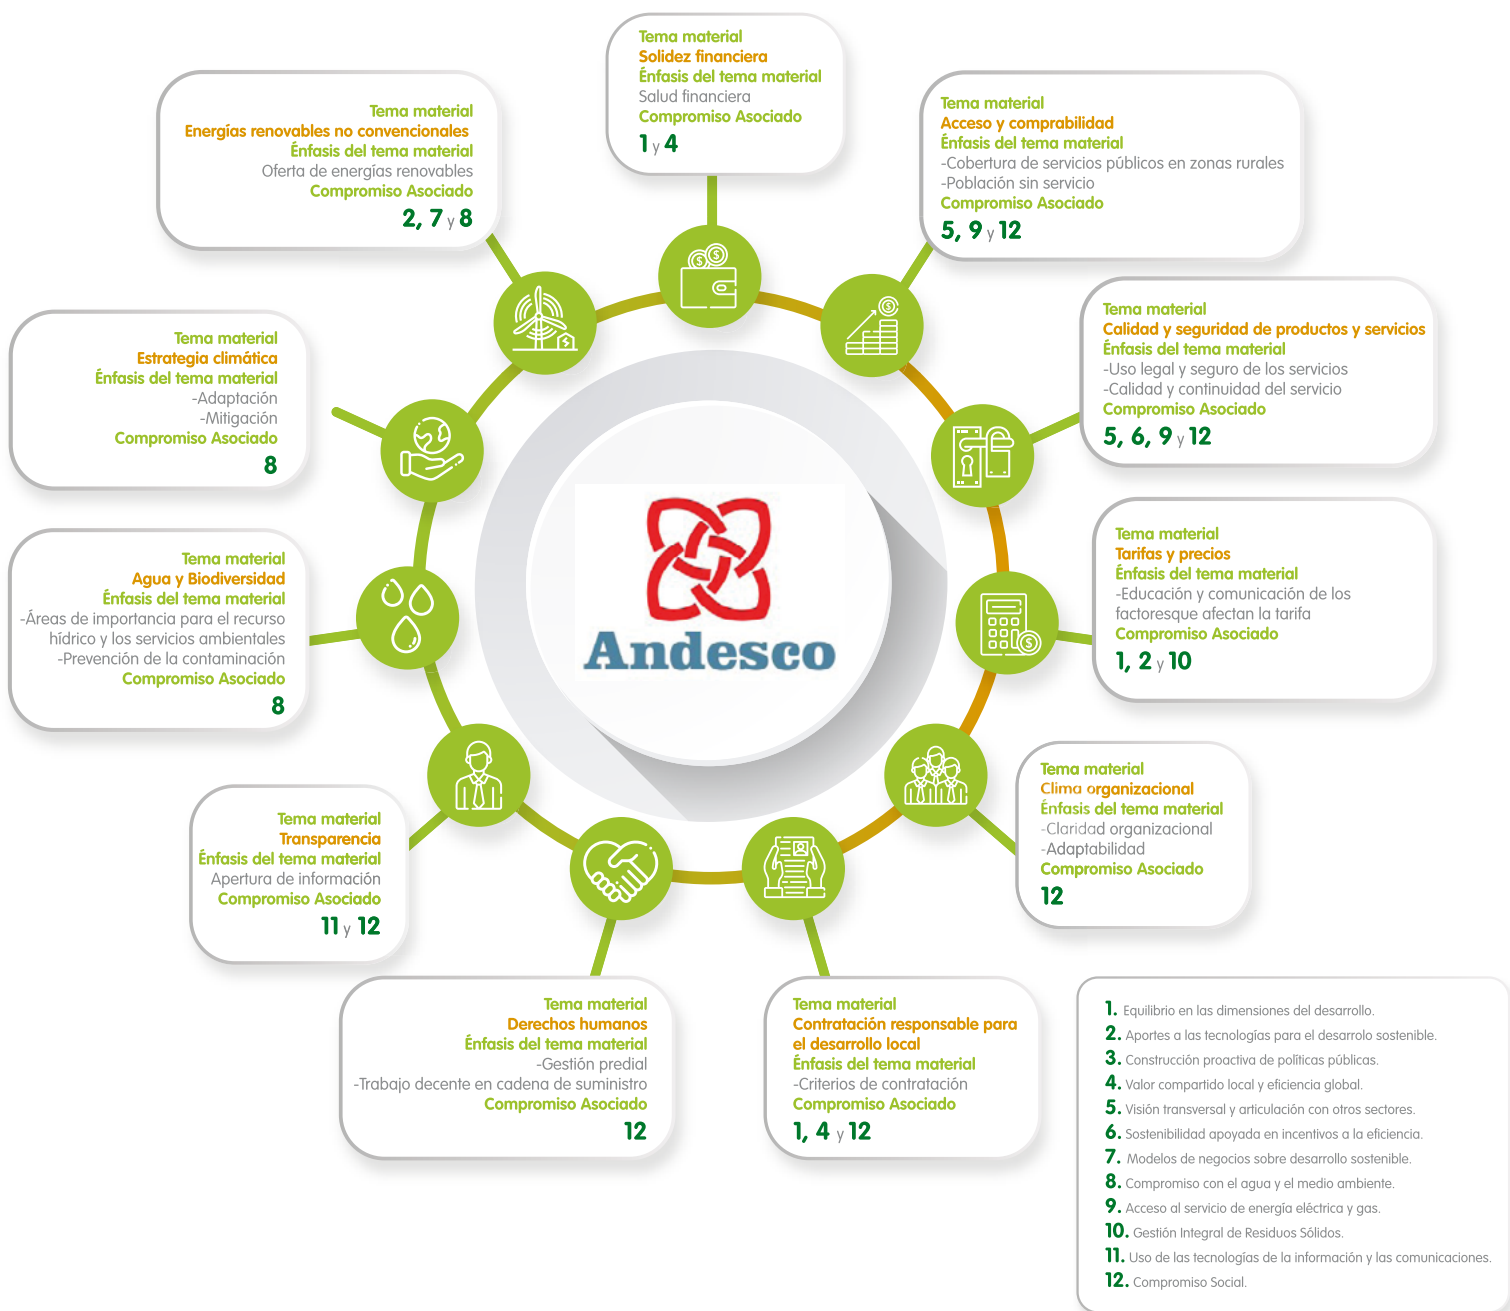 Tema material
Solidez financiera
Énfasis del tema material
Salud financiera
Compromiso Asociado
1 y 4
Tema material
Acceso y comprabilidad
Énfasis del tema material
-Cobertura de servicios públicos en zonas rurales
-Población sin servicio
Compromiso Asociado
5, 9 y 12
Tema material
Calidad y seguridad de productos y servicios
Énfasis del tema material
-Uso legal y seguro de los servicios
-Calidad y continuidad del servicio
Compromiso Asociado
5, 6, 9 y 12
Tema material
Tarifas y precios
Énfasis del tema material
-Educación y comunicación de los
factoresque afectan la tarifa
Compromiso Asociado
1, 2 y 10
Tema material
Clima organizacional
Énfasis del tema material
-Claridad organizacional
-Adaptabilidad
Compromiso Asociado
12
Tema material
Contratación responsable para
el desarrollo local
Énfasis del tema material
-Criterios de contratación
Compromiso Asociado
1, 4 y 12
Tema material
Derechos humanos
Énfasis del tema material
-Gestión predial
-Trabajo decente en cadena de suministro
Compromiso Asociado
12
Tema material
Transparencia
Énfasis del tema material
Apertura de información
Compromiso Asociado
11 y 12
Tema material
Agua y Biodiversidad
Énfasis del tema material
-Áreas de importancia para el recurso
hídrico y los servicios ambientales
-Prevención de la contaminación
Compromiso Asociado
8
Tema material
Estrategia climática
Énfasis del tema material
-Adaptación
-Mitigación
Compromiso Asociado
8
Tema material
Energías renovables no convencionales
Énfasis del tema material
Oferta de energías renovables
Compromiso Asociado
2, 7 y 8
Andesco
1. Equilibrio en las dimensiones del desarrollo.
2. Aportes a las tecnologías para el desarrolo sostenible.
3. Construcción proactiva de políticas públicas.
4. Valor compartido local y eficiencia global.
5. Visión transversal y articulación con otros sectores.
6. Sostenibilidad apoyada en incentivos a la eficiencia.
7. Modelos de negocios sobre desarrollo sostenible.
8. Compromiso con el agua y el medio ambiente.
9. Acceso al servicio de energía eléctrica y gas.
10. Gestión Integral de Residuos Sólidos.
11. Uso de las tecnologías de la información y las comunicaciones.
12. Compromiso Social.